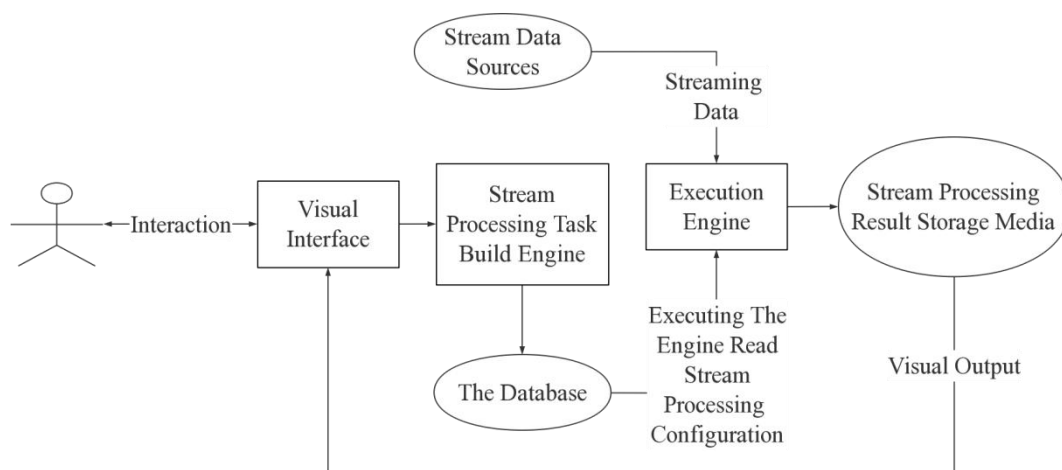 Stream Data
Sources
Streaming
Data
Interaction
Visual
Interface
Stream
Processing Task
Build Engine
Execution
Engine
Stream Processing
Result Storage Media
The Database
Executing The
Engine Read
Stream
Processing
Configuration
Visual Output